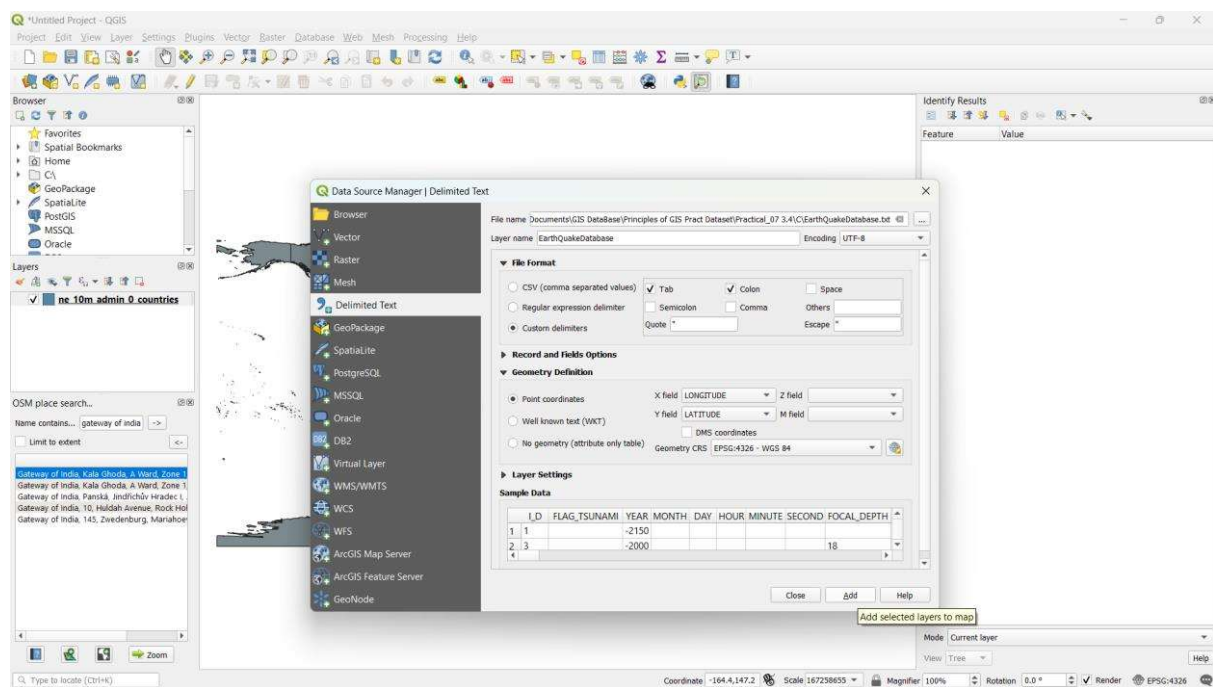 *Untitled Project - QGIS
Project Edit View Layer Settings Plugins Vector Raster Database Web Mesh Processing Help
Browser
Favorites
Spatial Bookmarks
Home
C:\
GeoPackage
SpatiaLite
PostGIS
MSSQL
Oracle
Layers
ne_10m_admin_0_countries
OSM place search...
Name contains... gateway of india ->
Limit to extent <-
Gateway of India, Kala Ghoda, A Ward, Zone 1
Gateway of India, Kala Ghoda, A Ward, Zone 1,
Gateway of India, Panská, Jindřichův Hradec I,
Gateway of India, 10, Huldah Avenue, Rock Hol
Gateway of India, 145, Zwedenburg, Mariahoe
Zoom
Data Source Manager | Delimited Text
Browser
Vector
Raster
Mesh
Delimited Text
GeoPackage
SpatiaLite
PostgreSQL
MSSQL
Oracle
DB2
Virtual Layer
WMS/WMTS
WCS
WFS
ArcGIS Map Server
ArcGIS Feature Server
GeoNode
File name Documents\GIS DataBase\Principles of GIS Pract Dataset\Practical_07 3.4\C\EarthQuakeDatabase.txt ...
Layer name EarthQuakeDatabase Encoding UTF-8
File Format
CSV (comma separated values) Tab Colon Space
Regular expression delimiter Semicolon Comma Others
Custom delimiters Quote " Escape "
Record and Fields Options
Geometry Definition
Point coordinates X field LONGITUDE Z field
Well known text (WKT) Y field LATITUDE M field
DMS coordinates
No geometry (attribute only table) Geometry CRS EPSG:4326 - WGS 84
Layer Settings
Sample Data
I_D FLAG_TSUNAMI YEAR MONTH DAY HOUR MINUTE SECOND FOCAL_DEPTH
1 1 -2150
2 3 -2000 18
Close Add Help
Add selected layers to map
Identify Results
Feature Value
Mode Current layer
View Tree Help
Type to locate (Ctrl+K) Coordinate -164.4,147.2 Scale 167258655 Magnifier 100% Rotation 0.0 ° Render EPSG:4326